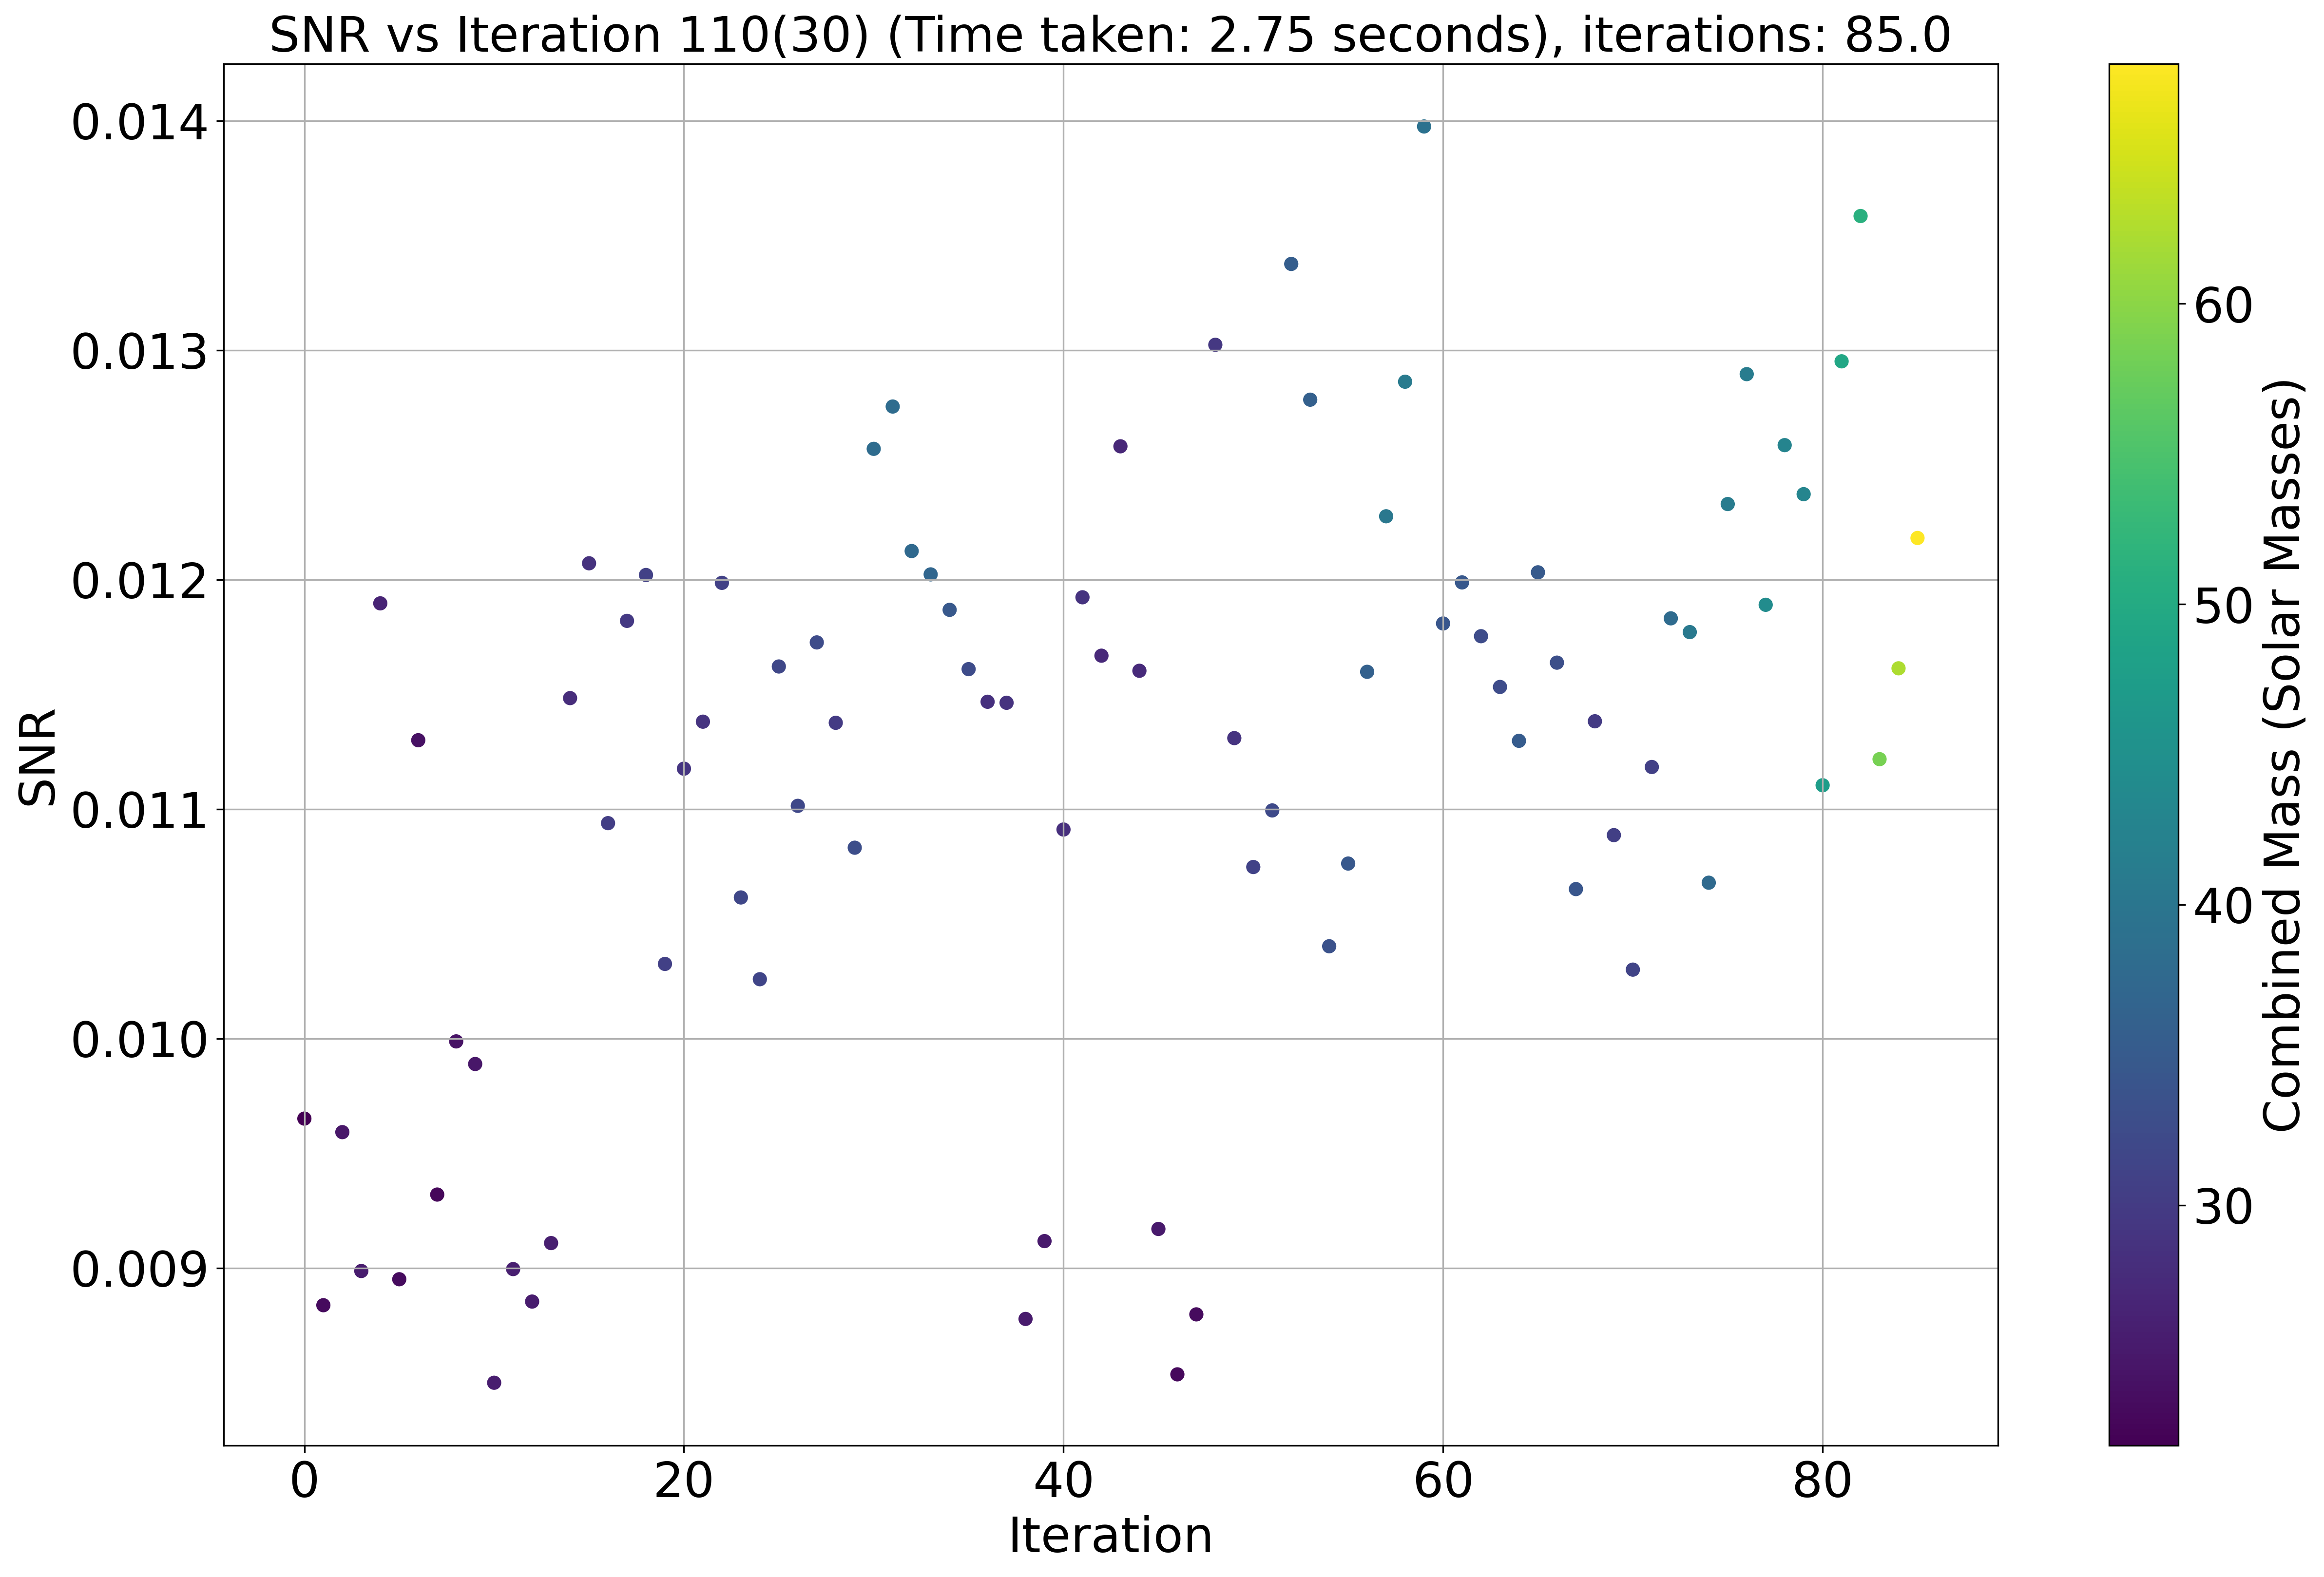 SNR vs Iteration 110(30) (Time taken: 2.75 seconds), iterations: 85.0
0.014
0.013
0.012
0.011
0.010
0.009
SNR
0 20 40 60 80
Iteration
60
50
40
30
Combined Mass (Solar Masses)